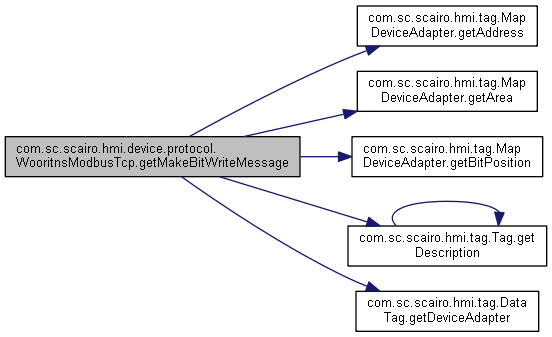 com.sc.scairo.hmi.tag.Map
DeviceAdapter.getAddress
com.sc.scairo.hmi.tag.Map
DeviceAdapter.getArea
com.sc.scairo.hmi.device.protocol.
WooritnsModbusTcp.getMakeBitWriteMessage
com.sc.scairo.hmi.tag.Map
DeviceAdapter.getBitPosition
com.sc.scairo.hmi.tag.Tag.get
Description
com.sc.scairo.hmi.tag.Data
Tag.getDeviceAdapter